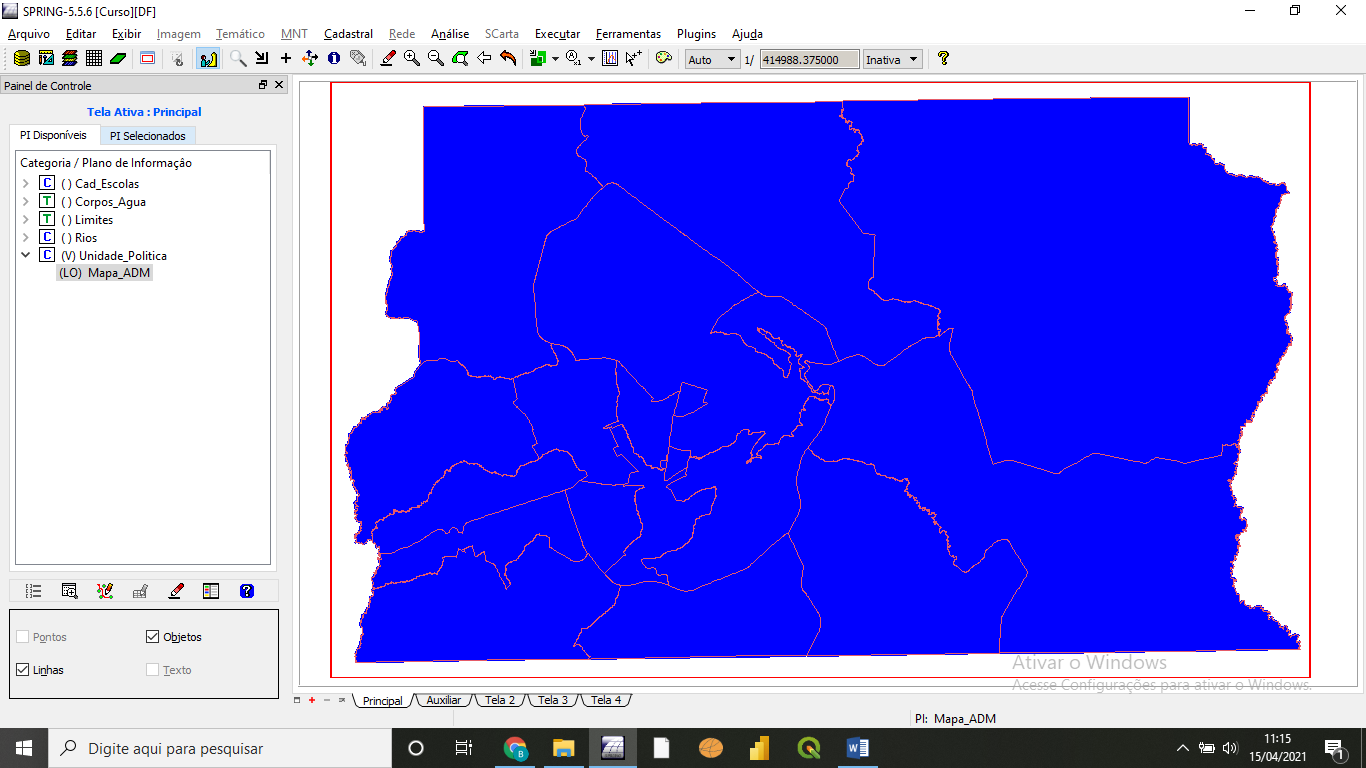 SPRING-5.5.6 [Curso][DF]
Arquivo Editar Exibir Imagem Temático MNT Cadastral Rede Análise SCarta Executar Ferramentas Plugins Ajuda
Auto 1/ 414988.375000 Inativa
Painel de Controle
Tela Ativa : Principal
PI Disponíveis PI Selecionados
Categoria / Plano de Informação
C ( ) Cad_Escolas
T ( ) Corpos_Agua
T ( ) Limites
C ( ) Rios
C (V) Unidade_Politica
(LO) Mapa_ADM
Pontos Objetos
Linhas Texto
Ativar o Windows
Acesse Configurações para ativar o Windows.
Principal Auxiliar Tela 2 Tela 3 Tela 4
PI: Mapa_ADM
Digite aqui para pesquisar
11:15
15/04/2021
1